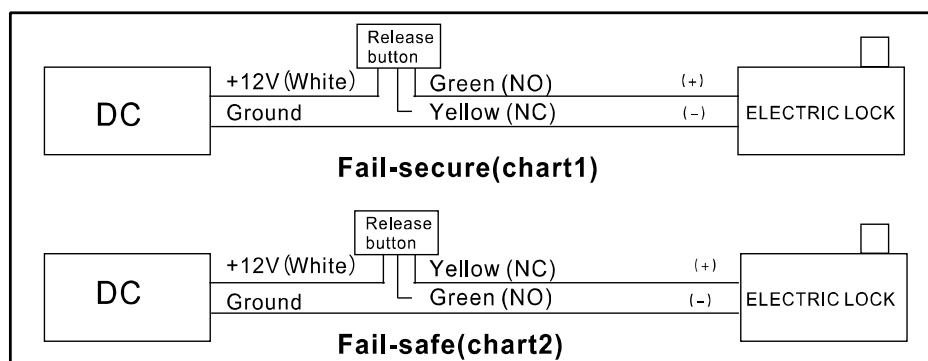 Release
button
+12V (White)
Green (NO)
(+)
DC
Ground
Yellow (NC)
(-)
ELECTRIC LOCK
Fail-secure(chart1)
Release
button
+12V (White)
Yellow (NC)
(+)
DC
Ground
Green (NO)
(-)
ELECTRIC LOCK
Fail-safe(chart2)